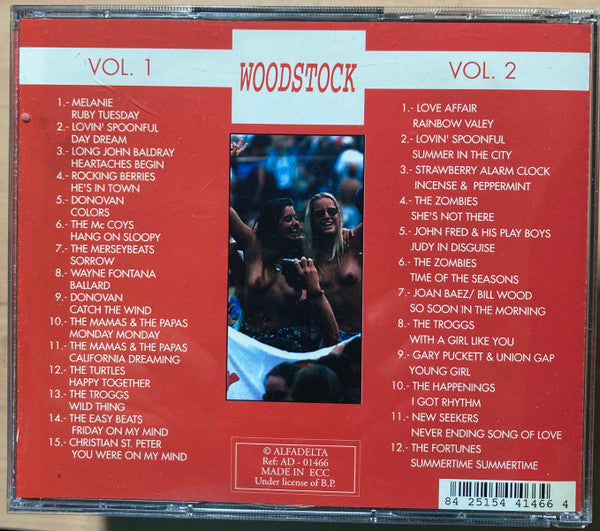 WOODSTOCK
VOL. 1
1.- MELANIE
RUBY TUESDAY
2.- LOVIN' SPOONFUL
DAY DREAM
3.- LONG JOHN BALDRAY
HEARTACHES BEGIN
4.- ROCKING BERRIES
HE'S IN TOWN
5.- DONOVAN
COLORS
6.- THE Mc COYS
HANG ON SLOOPY
7.- THE MERSEYBEATS
SORROW
8.- WAYNE FONTANA
BALLARD
9.- DONOVAN
CATCH THE WIND
10.- THE MAMAS & THE PAPAS
MONDAY MONDAY
11.- THE MAMAS & THE PAPAS
CALIFORNIA DREAMING
12.- THE TURTLES
HAPPY TOGETHER
13.- THE TROGGS
WILD THING
14.- THE EASY BEATS
FRIDAY ON MY MIND
15.- CHRISTIAN ST. PETER
YOU WERE ON MY MIND
VOL. 2
1.- LOVE AFFAIR
RAINBOW VALEY
2.- LOVIN' SPOONFUL
SUMMER IN THE CITY
3.- STRAWBERRY ALARM CLOCK
INCENSE & PEPPERMINT
4.- THE ZOMBIES
SHE'S NOT THERE
5.- JOHN FRED & HIS PLAY BOYS
JUDY IN DISGUISE
6.- THE ZOMBIES
TIME OF THE SEASONS
7.- JOAN BAEZ/ BILL WOOD
SO SOON IN THE MORNING
8.- THE TROGGS
WITH A GIRL LIKE YOU
9.- GARY PUCKETT & UNION GAP
YOUNG GIRL
10.- THE HAPPENINGS
I GOT RHYTHM
11.- NEW SEEKERS
NEVER ENDING SONG OF LOVE
12.- THE FORTUNES
SUMMERTIME SUMMERTIME
© ALFADELTA
Ref: AD - 01466
MADE IN ECC
Under license of B.P.
84 25154 41466 4